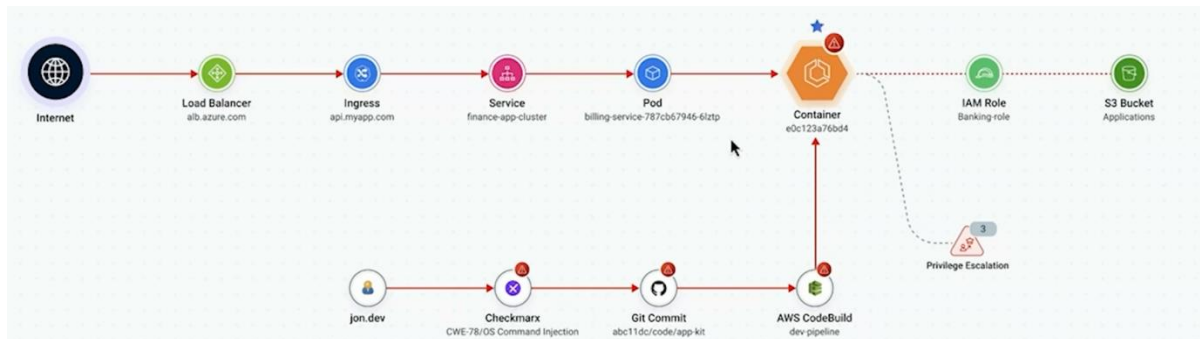 Internet
Load Balancer
alb.azure.com
Ingress
api.myapp.com
Service
finance-app-cluster
Pod
billing-service-787cb67946-6lztp
Container
e0c123a76bd4
IAM Role
Banking-role
S3 Bucket
Applications
3
Privilege Escalation
jon.dev
Checkmarx
CWE-78/OS Command Injection
Git Commit
abc11dc/code/app-kit
AWS CodeBuild
dev-pipeline